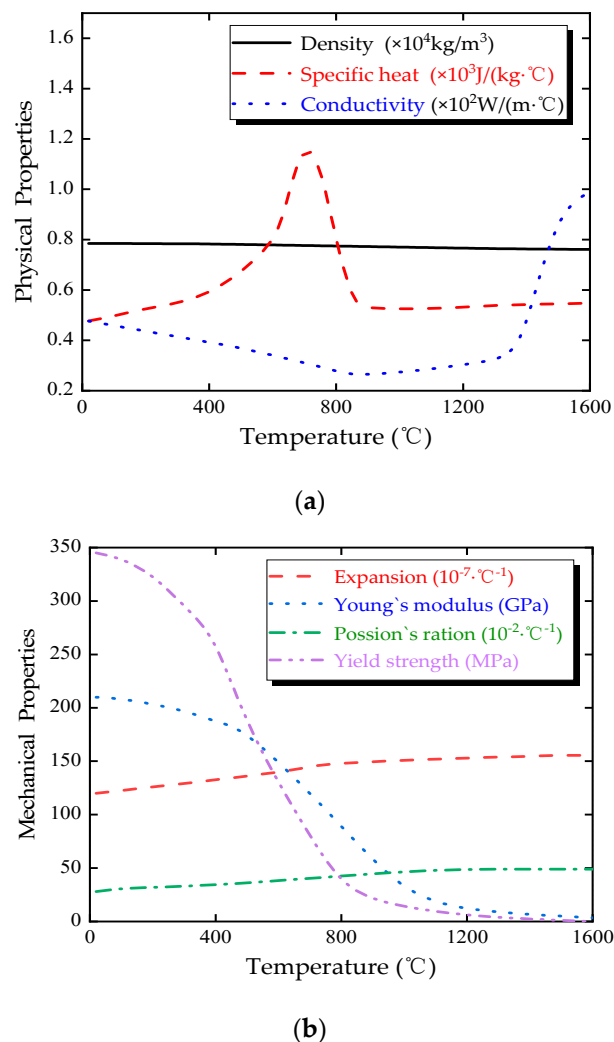 1.6
1.4
1.2
1.0
0.8
0.6
0.4
0.2
Physical Properties
Density (×10⁴kg/m³)
Specific heat (×10³J/(kg·℃)
Conductivity (×10²W/(m·℃)
0 400 800 1200 1600
Temperature (℃)
(a)
350
300
250
200
150
100
50
0
Mechanical Properties
Expansion (10⁻⁷·℃⁻¹)
Young`s modulus (GPa)
Possion`s ration (10⁻²·℃⁻¹)
Yield strength (MPa)
0 400 800 1200 1600
Temperature (℃)
(b)